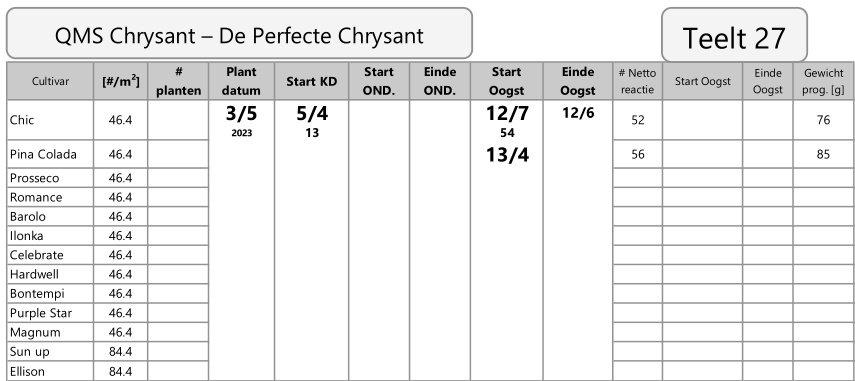 QMS Chrysant – De Perfecte Chrysant
Teelt 27
Cultivar [#/m²] # planten Plant datum Start KD Start OND. Einde OND. Start Oogst Einde Oogst # Netto reactie Start Oogst Einde Oogst Gewicht prog. [g]
Chic 46.4 3/5 2023 5/4 13 12/7 54 12/6 52 76
Pina Colada 46.4 13/4 56 85
Prosseco 46.4
Romance 46.4
Barolo 46.4
Ilonka 46.4
Celebrate 46.4
Hardwell 46.4
Bontempi 46.4
Purple Star 46.4
Magnum 46.4
Sun up 84.4
Ellison 84.4